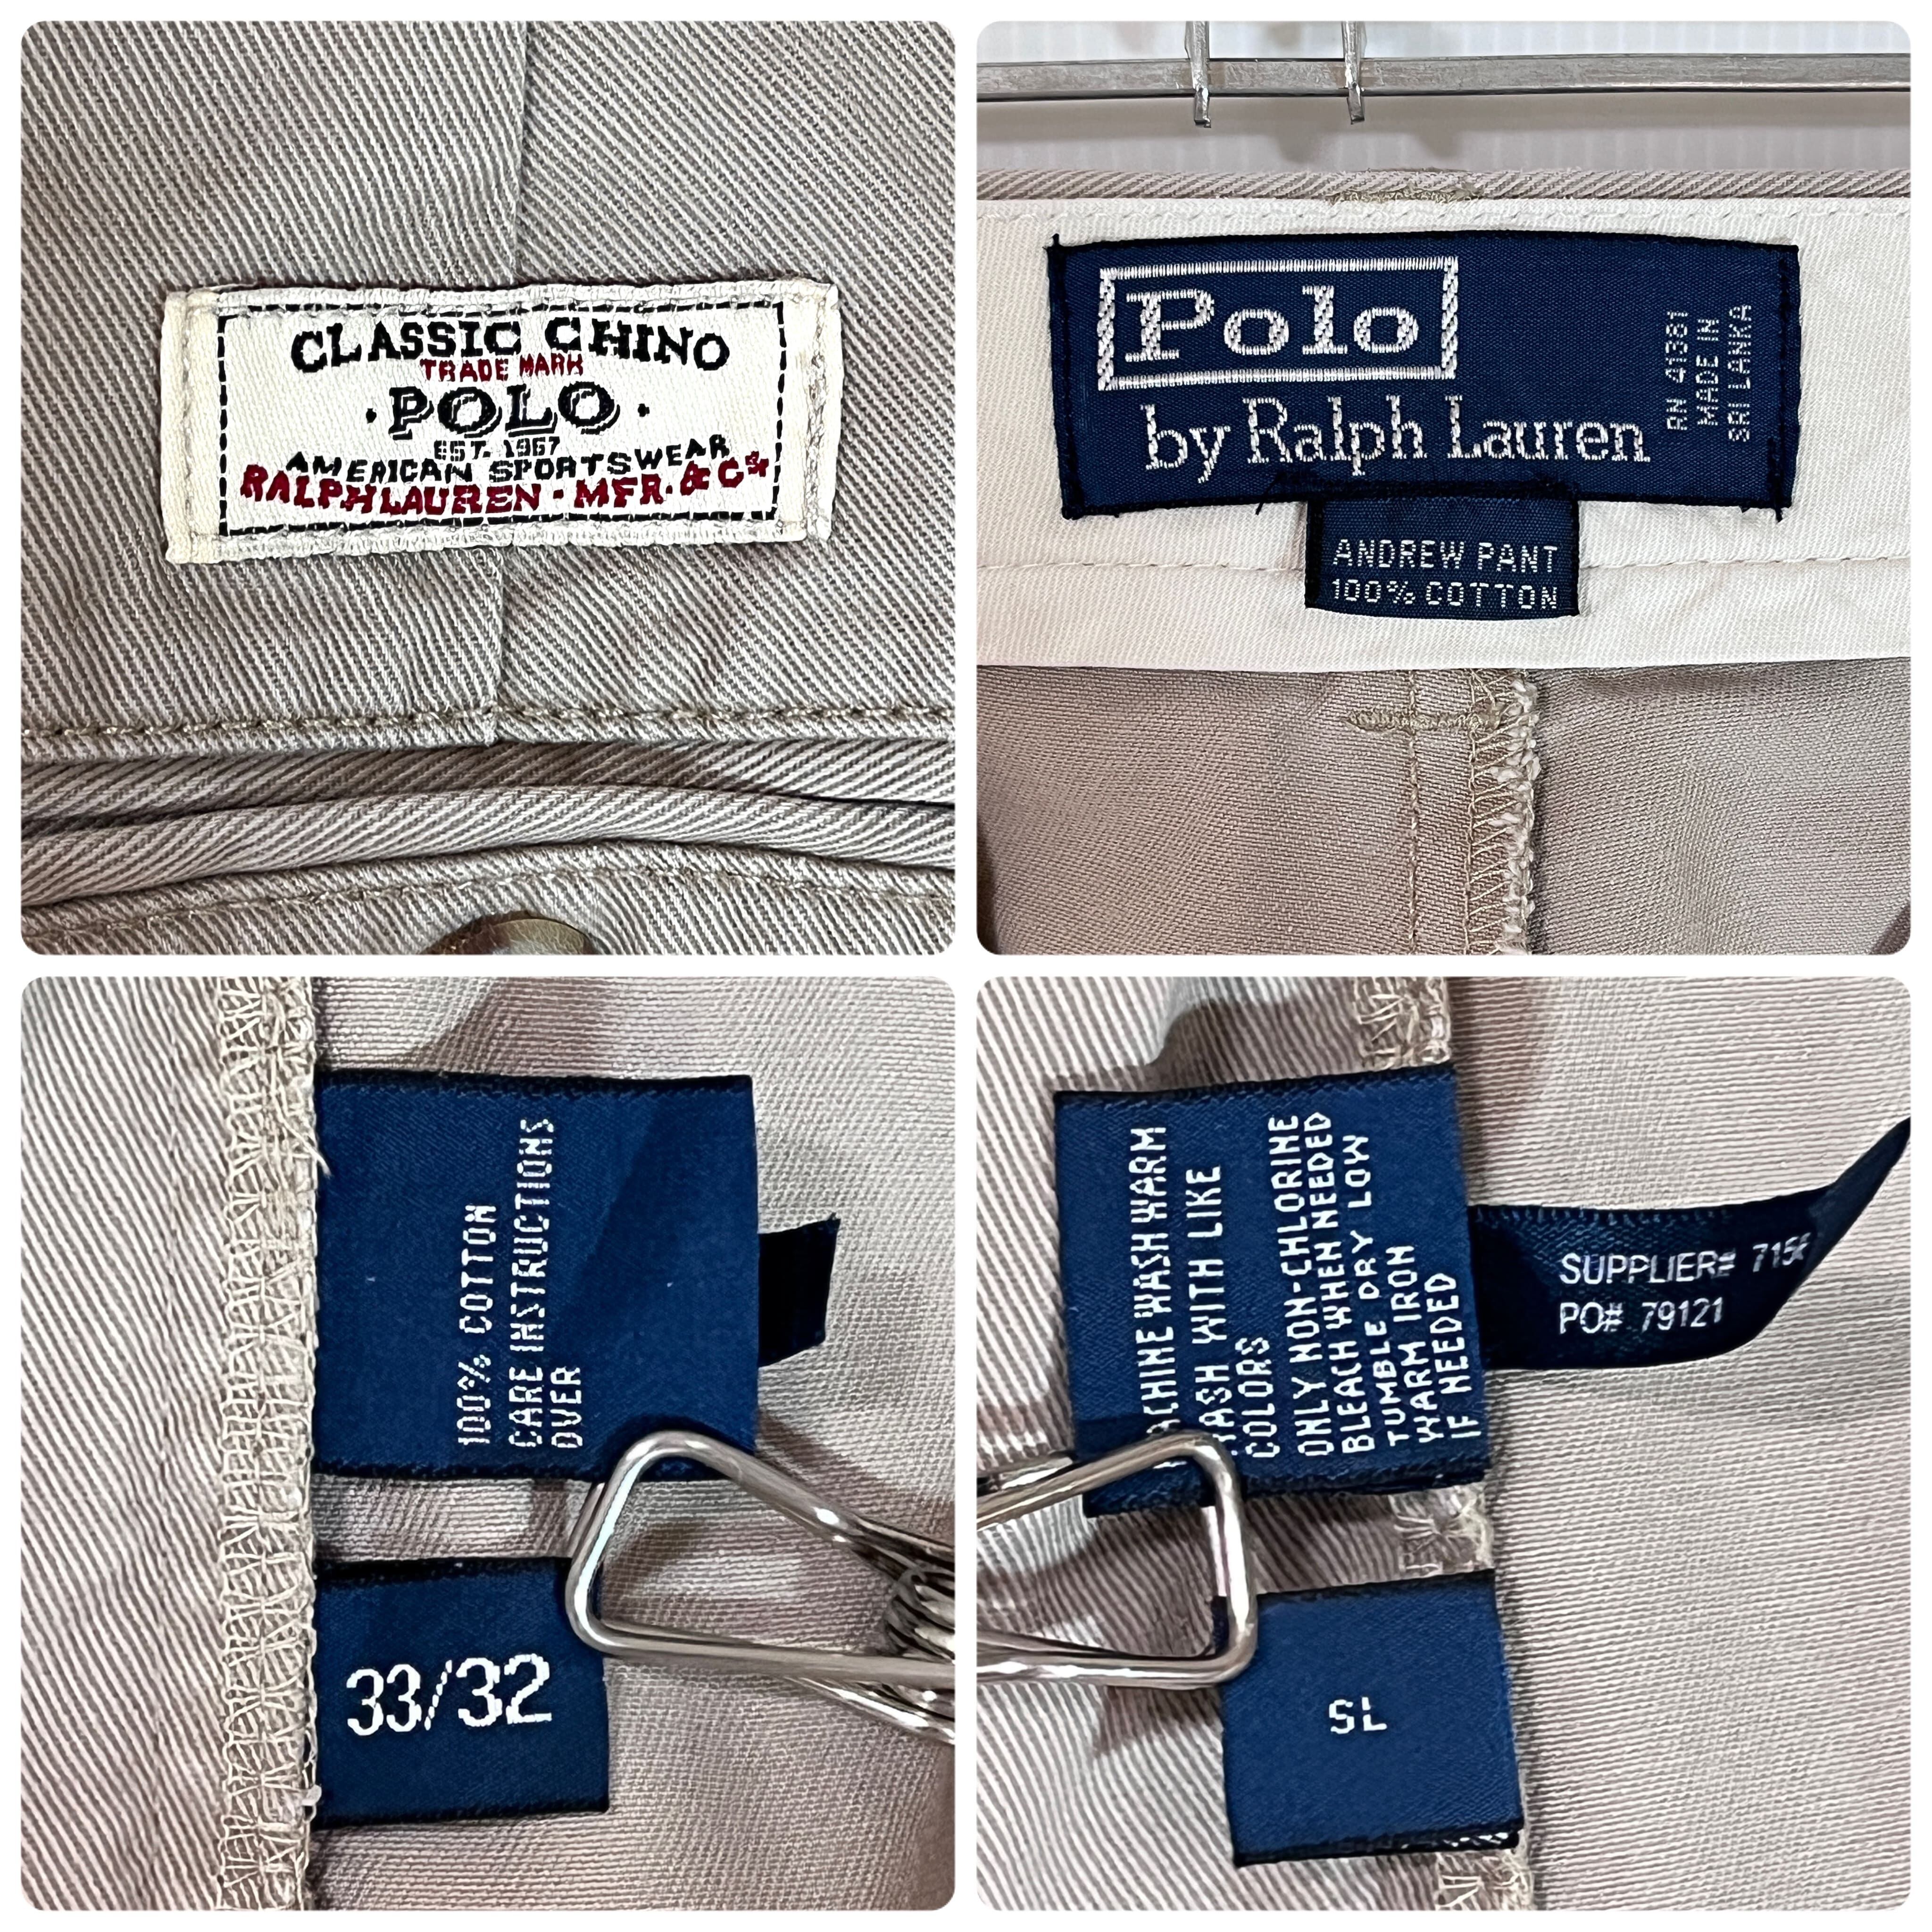 CLASSIC CHINO
TRADE MARK
·POLO·
EST. 1967
AMERICAN SPORTSWEAR
RALPH LAUREN · MFR. & Co.
Polo
by Ralph Lauren
RN 41381
MADE IN
SRI LANKA
ANDREW PANT
100% COTTON
100% COTTON
CARE INSTRUCTIONS
OVER
33/32
WASH WARM
WITH LIKE
COLORS
ONLY NON-CHLORINE
BLEACH WHEN NEEDED
TUMBLE DRY LOW
WARM IRON
IF NEEDED
SUPPLIER#
PO# 79121
SL